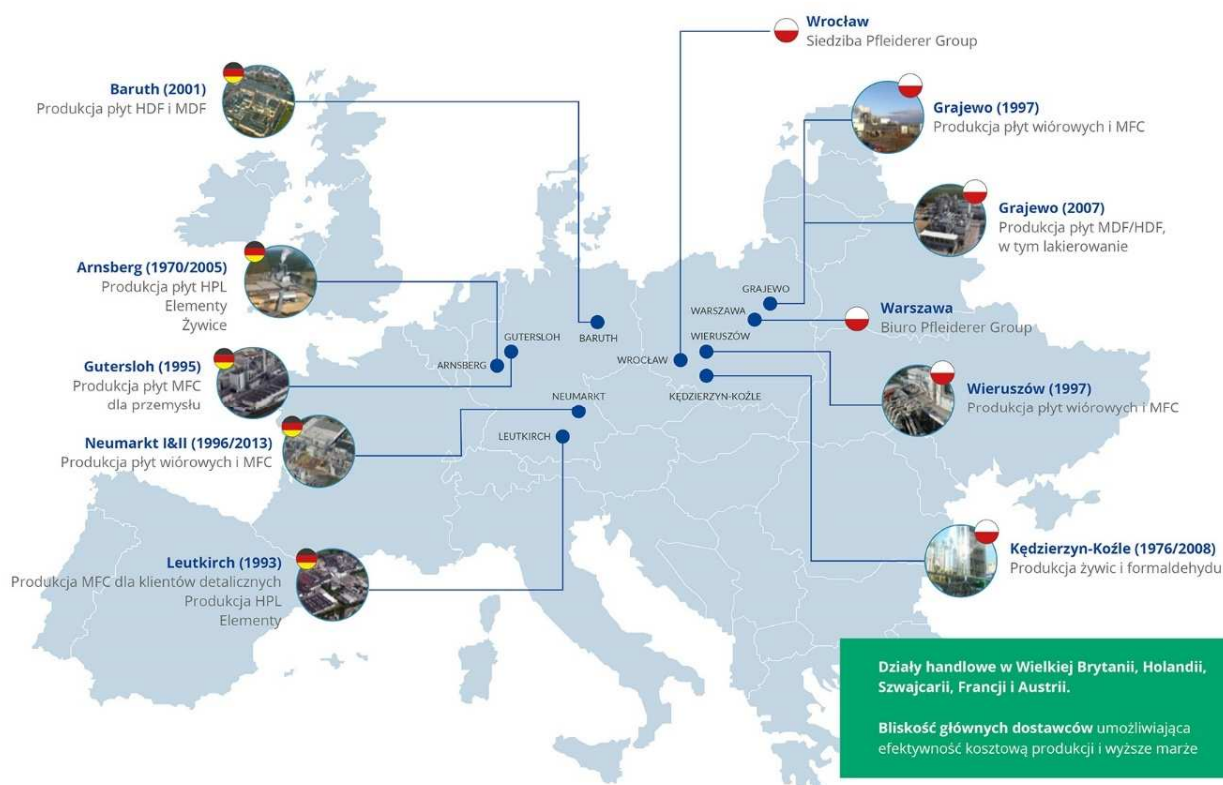 Wrocław
Siedziba Pfleiderer Group
Baruth (2001)
Produkcja płyt HDF i MDF
Grajewo (1997)
Produkcja płyt wiórowych i MFC
Grajewo (2007)
Produkcja płyt MDF/HDF,
w tym lakierowanie
Arnsberg (1970/2005)
Produkcja płyt HPL
Elementy
Żywice
GRAJEWO
WARSZAWA
Warszawa
Biuro Pfleiderer Group
GUTERSLOH
BARUTH
WIERUSZÓW
ARNSBERG
WROCŁAW
Gutersloh (1995)
Produkcja płyt MFC
dla przemysłu
NEUMARKT
KĘDZIERZYN-KOŹLE
Wieruszów (1997)
Produkcja płyt wiórowych i MFC
LEUTKIRCH
Neumarkt I&II (1996/2013)
Produkcja płyt wiórowych i MFC
Leutkirch (1993)
Produkcja MFC dla klientów detalicznych
Produkcja HPL
Elementy
Kędzierzyn-Koźle (1976/2008)
Produkcja żywic i formaldehydu
Działy handlowe w Wielkiej Brytanii, Holandii,
Szwajcarii, Francji i Austrii.
Bliskość głównych dostawców umożliwiająca
efektywność kosztową produkcji i wyższe marże